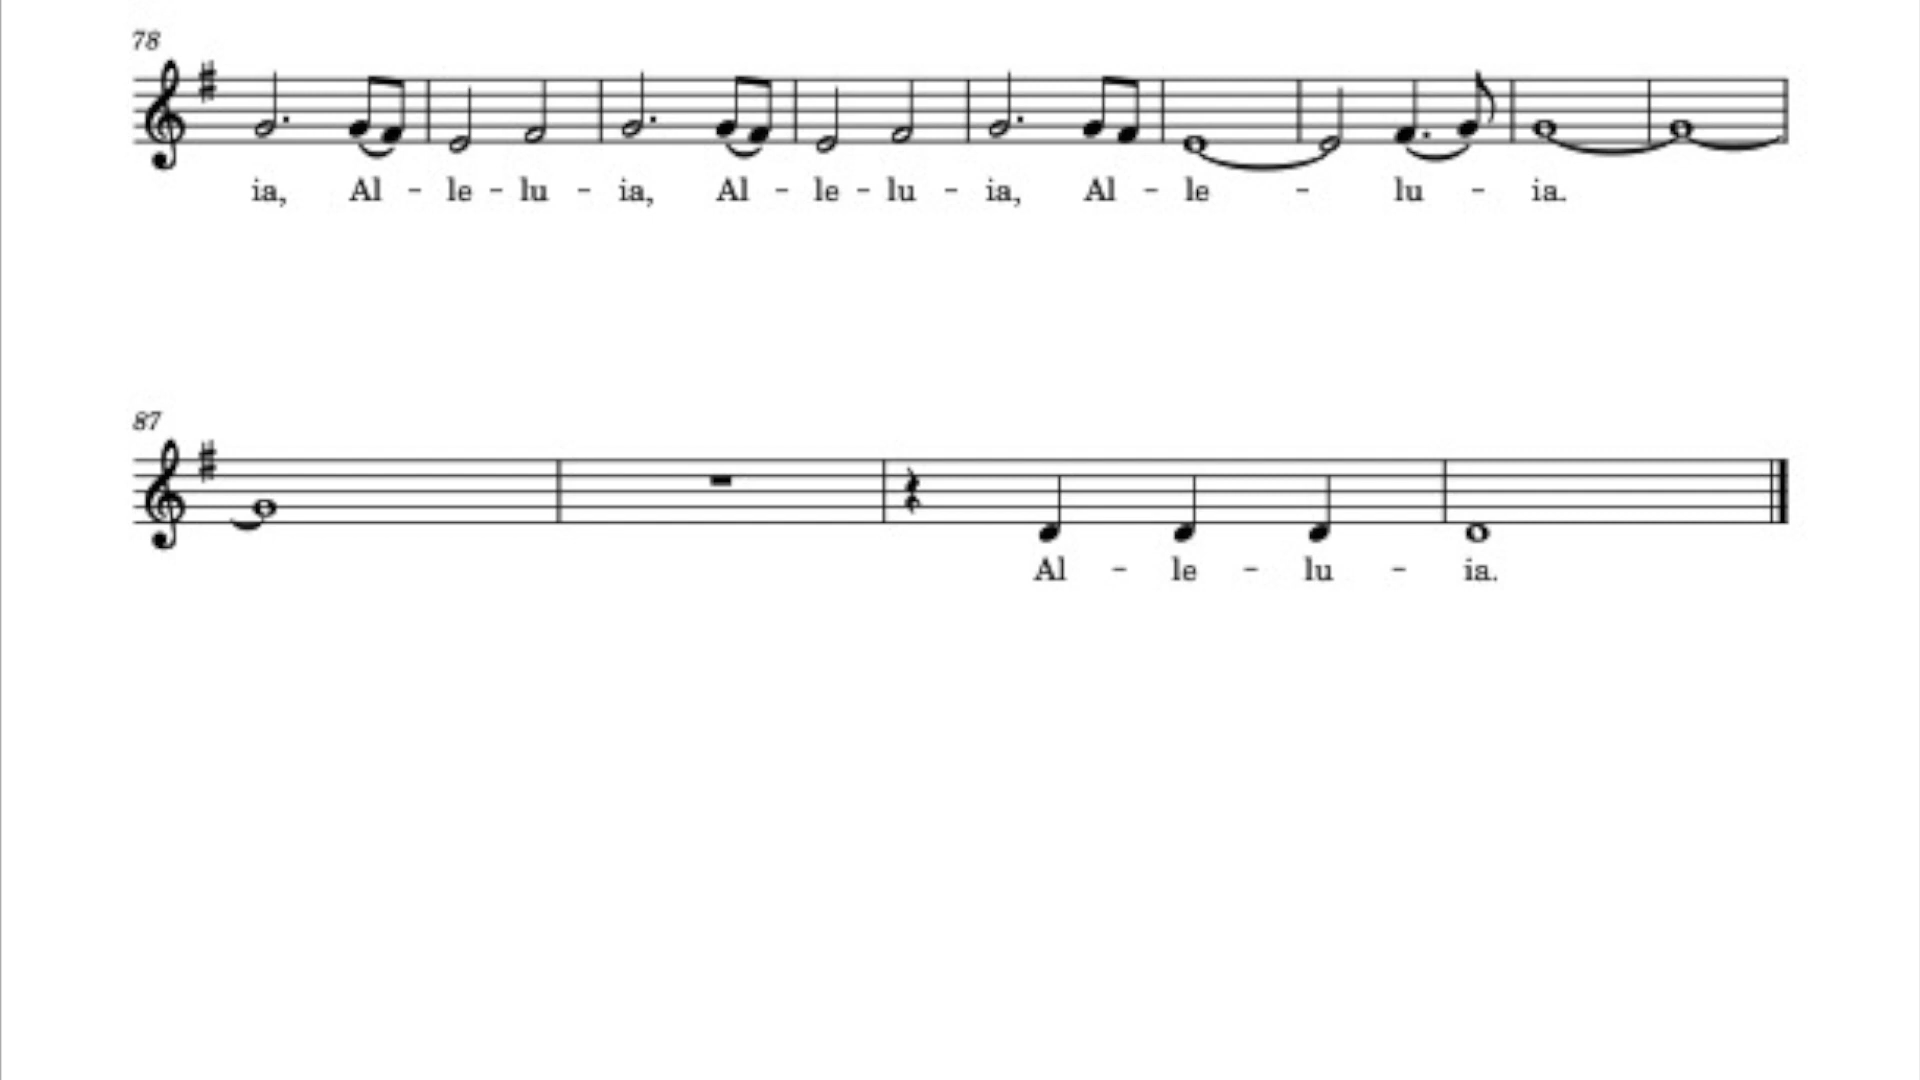 78
ia, Al - le - lu - ia, Al - le - lu - ia, Al - le - lu - ia.
87
Al - le - lu - ia.